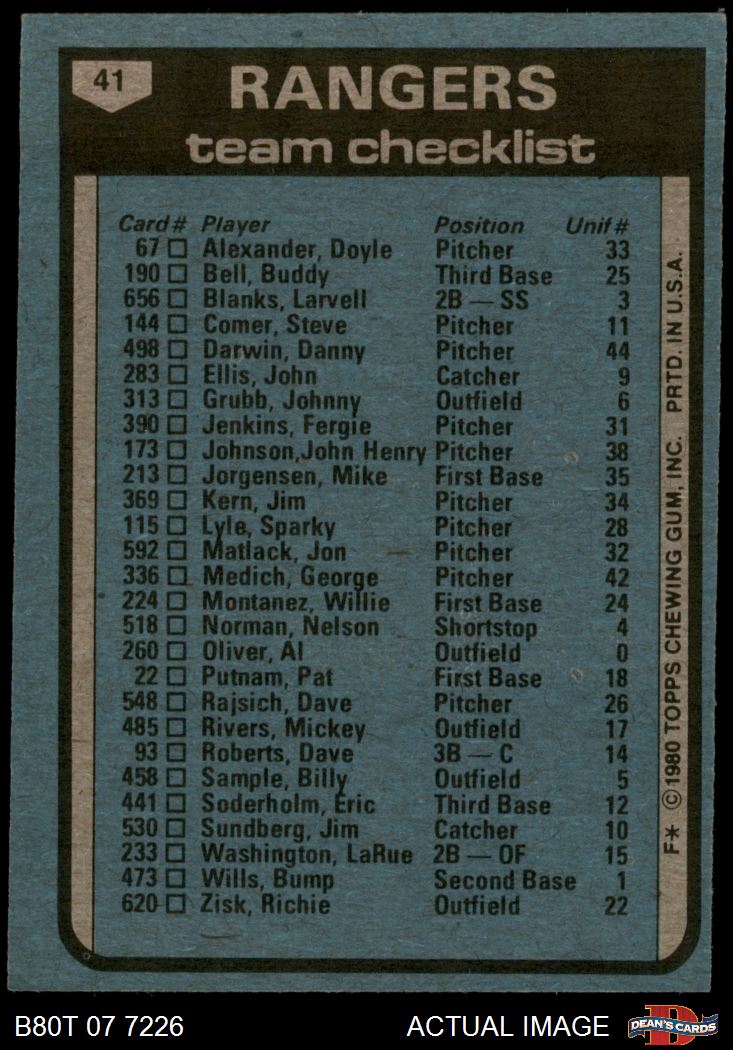 41
RANGERS
team checklist
Card # Player Position Unif #
67 Alexander, Doyle Pitcher 33
190 Bell, Buddy Third Base 25
656 Blanks, Larvell 2B — SS 3
144 Comer, Steve Pitcher 11
498 Darwin, Danny Pitcher 44
283 Ellis, John Catcher 9
313 Grubb, Johnny Outfield 6
390 Jenkins, Fergie Pitcher 31
173 Johnson,John Henry Pitcher 38
213 Jorgensen, Mike First Base 35
369 Kern, Jim Pitcher 34
115 Lyle, Sparky Pitcher 28
592 Matlack, Jon Pitcher 32
336 Medich, George Pitcher 42
224 Montanez, Willie First Base 24
518 Norman, Nelson Shortstop 4
260 Oliver, Al Outfield 0
22 Putnam, Pat First Base 18
548 Rajsich, Dave Pitcher 26
485 Rivers, Mickey Outfield 17
93 Roberts, Dave 3B — C 14
458 Sample, Billy Outfield 5
441 Soderholm, Eric Third Base 12
530 Sundberg, Jim Catcher 10
233 Washington, LaRue 2B — OF 15
473 Wills, Bump Second Base 1
620 Zisk, Richie Outfield 22
F* © 1980 TOPPS CHEWING GUM, INC. PRTD. IN U.S.A.
B80T 07 7226 ACTUAL IMAGE
DEAN'S CARDS